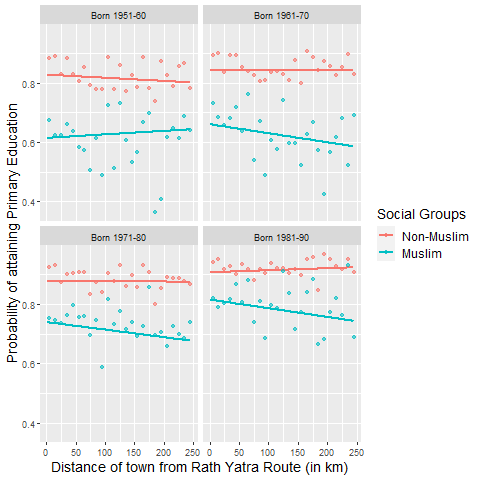 Born 1951-60
Born 1961-70
0.8
0.6
0.4
Born 1971-80
Born 1981-90
0.8
0.6
0.4
0 50 100 150 200 250 0 50 100 150 200 250
Distance of town from Rath Yatra Route (in km)
Probability of attaining Primary Education
Social Groups
Non-Muslim
Muslim